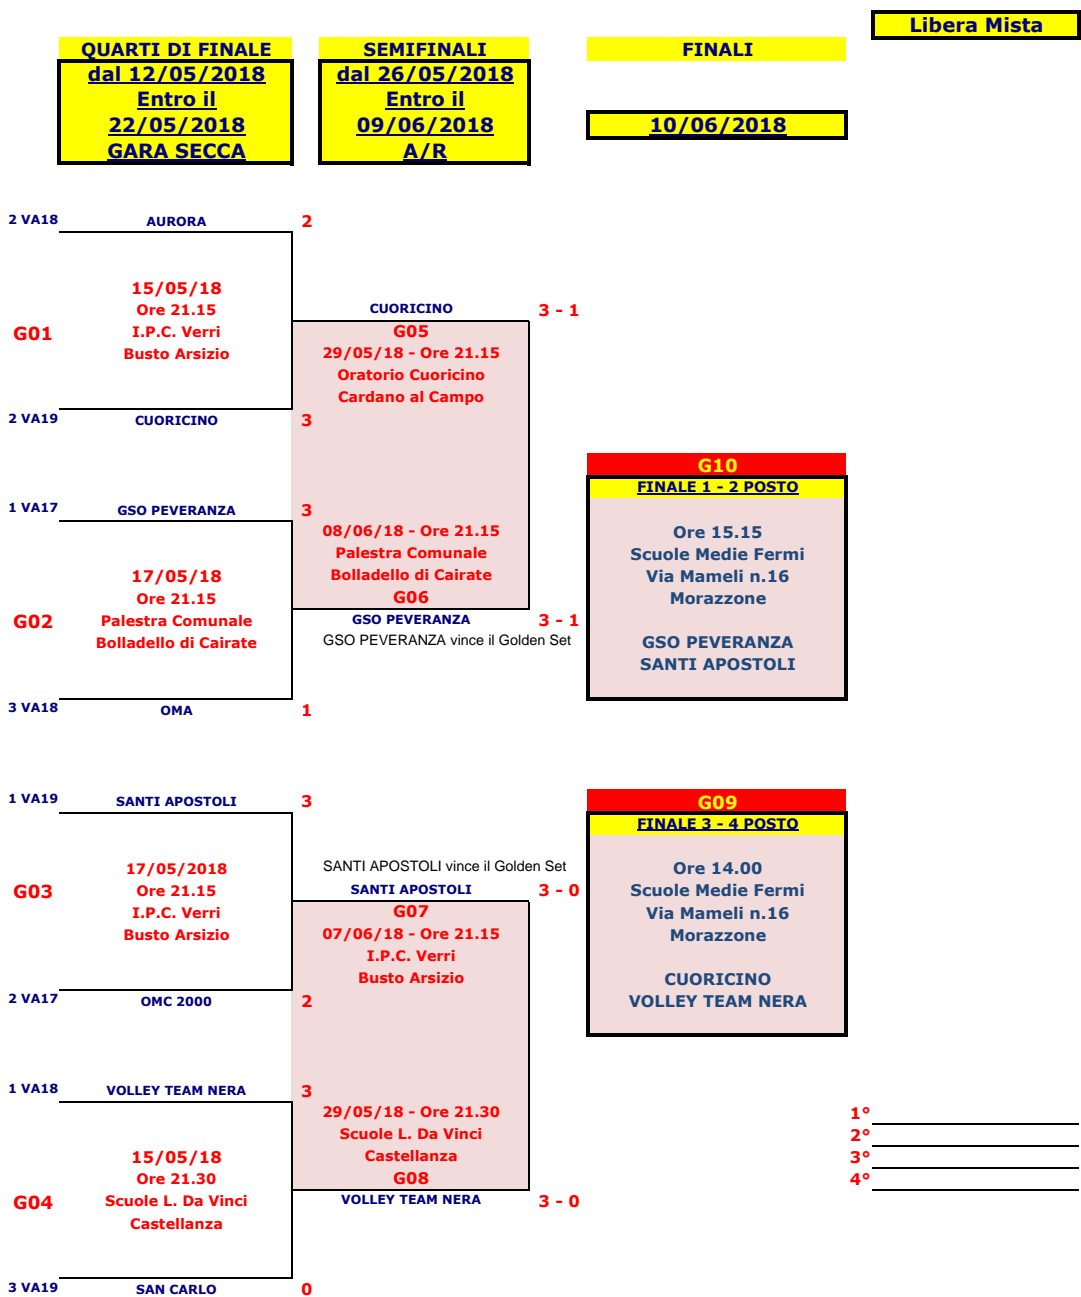 Libera Mista
QUARTI DI FINALE
dal 12/05/2018
Entro il
22/05/2018
GARA SECCA
SEMIFINALI
dal 26/05/2018
Entro il
09/06/2018
A/R
FINALI
10/06/2018
2 VA18 AURORA 2
G01
15/05/18
Ore 21.15
I.P.C. Verri
Busto Arsizio
2 VA19 CUORICINO 3
CUORICINO 3 - 1
G05
29/05/18 - Ore 21.15
Oratorio Cuoricino
Cardano al Campo
1 VA17 GSO PEVERANZA 3
G02
17/05/18
Ore 21.15
Palestra Comunale
Bolladello di Cairate
3 VA18 OMA 1
08/06/18 - Ore 21.15
Palestra Comunale
Bolladello di Cairate
G06
GSO PEVERANZA 3 - 1
GSO PEVERANZA vince il Golden Set
G10
FINALE 1 - 2 POSTO
Ore 15.15
Scuole Medie Fermi
Via Mameli n.16
Morazzone
GSO PEVERANZA
SANTI APOSTOLI
1 VA19 SANTI APOSTOLI 3
G03
17/05/2018
Ore 21.15
I.P.C. Verri
Busto Arsizio
2 VA17 OMC 2000 2
SANTI APOSTOLI vince il Golden Set
SANTI APOSTOLI 3 - 0
G07
07/06/18 - Ore 21.15
I.P.C. Verri
Busto Arsizio
G09
FINALE 3 - 4 POSTO
Ore 14.00
Scuole Medie Fermi
Via Mameli n.16
Morazzone
CUORICINO
VOLLEY TEAM NERA
1 VA18 VOLLEY TEAM NERA 3
G04
15/05/18
Ore 21.30
Scuole L. Da Vinci
Castellanza
3 VA19 SAN CARLO 0
29/05/18 - Ore 21.30
Scuole L. Da Vinci
Castellanza
G08
VOLLEY TEAM NERA 3 - 0
1°
2°
3°
4°